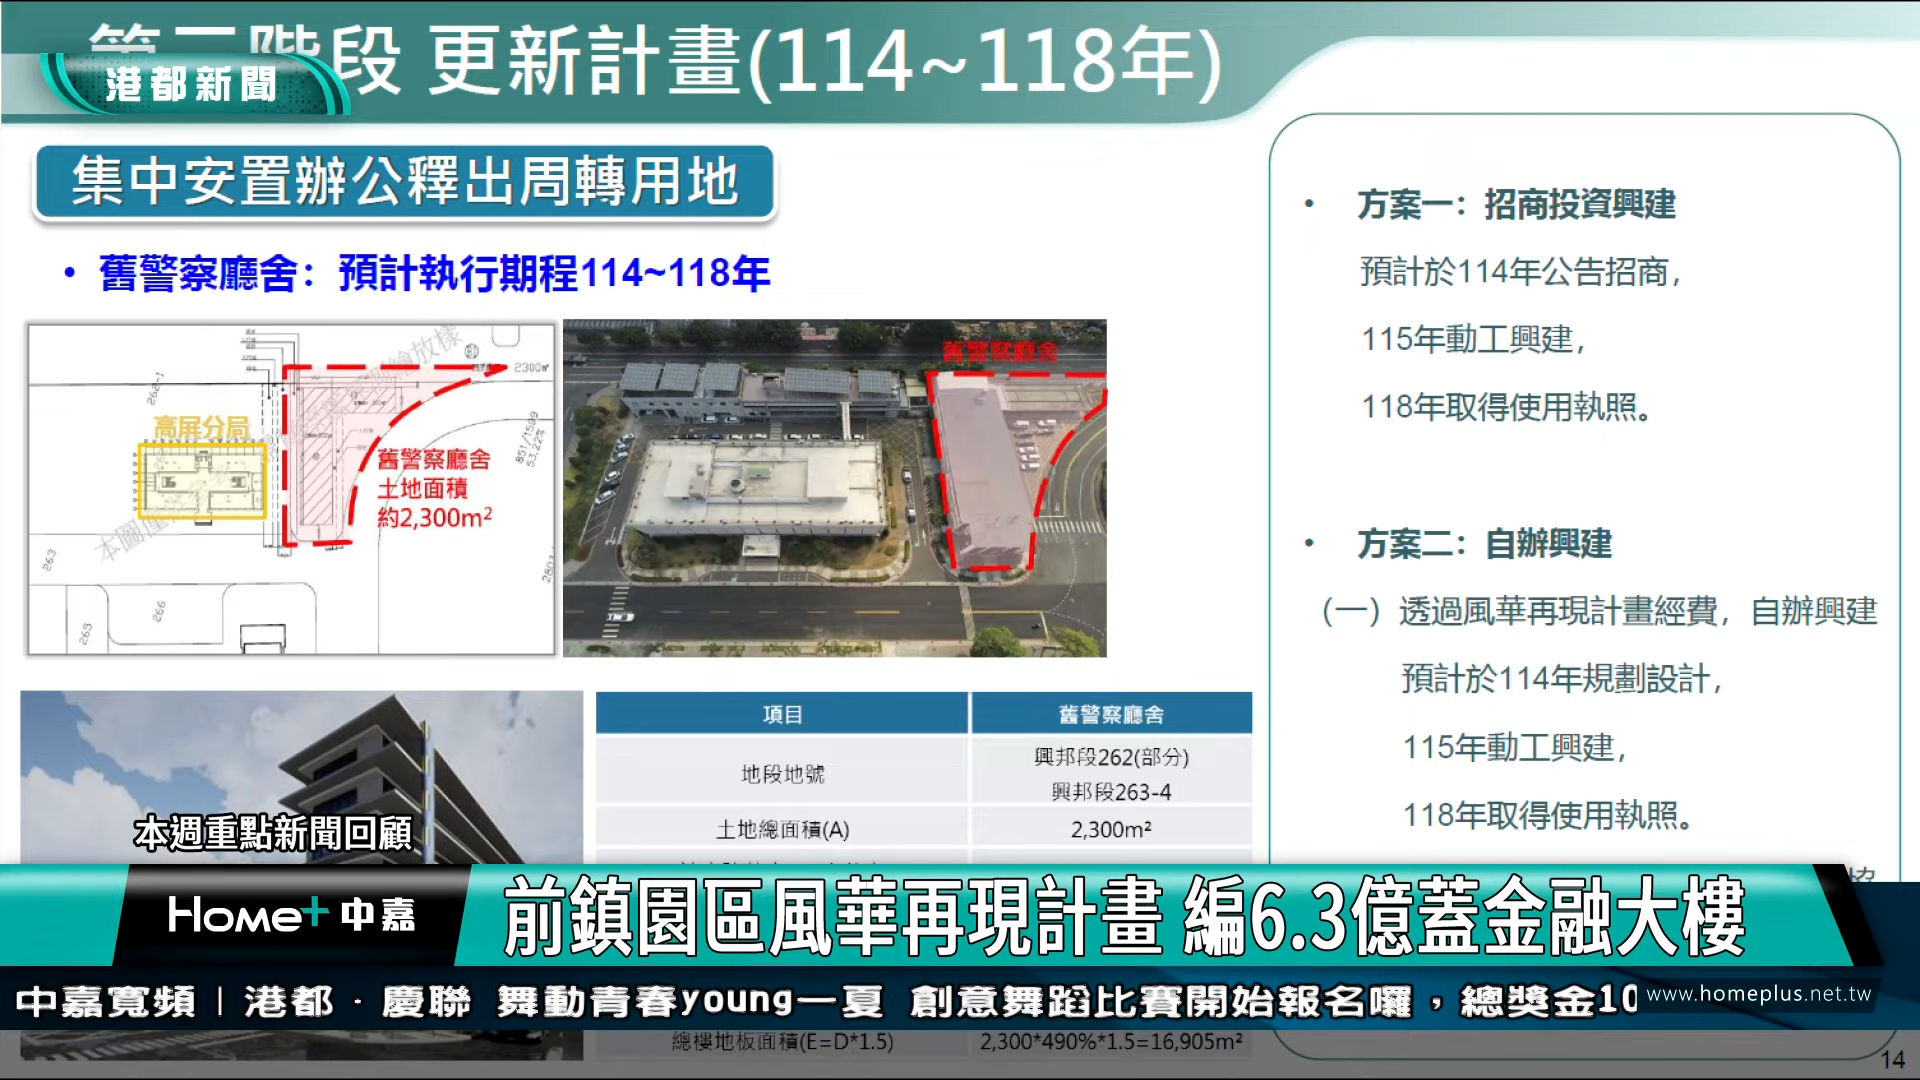 第二階段 更新計畫(114~118年)
港都新聞
集中安置辦公釋出周轉用地
• 舊警察廳舍：預計執行期程114~118年
2300㎡
262-1
高屏分局
舊警察廳舍
土地面積
約2,300m²
851/1599
53.22%
263
266
263
舊警察廳舍
• 方案一：招商投資興建
預計於114年公告招商，
115年動工興建，
118年取得使用執照。
• 方案二：自辦興建
（一）透過風華再現計畫經費，自辦興建
預計於114年規劃設計，
115年動工興建，
118年取得使用執照。
項目 舊警察廳舍
地段地號 興邦段262(部分)
興邦段263-4
土地總面積(A) 2,300m²
本週重點新聞回顧
Home+中嘉 前鎮園區風華再現計畫 編6.3億蓋金融大樓
中嘉寬頻｜港都．慶聯 舞動青春young一夏 創意舞蹈比賽開始報名囉，總獎金10
www.homeplus.net.tw
總樓地板面積(E=D*1.5) 2,300*490%*1.5=16,905m²
14